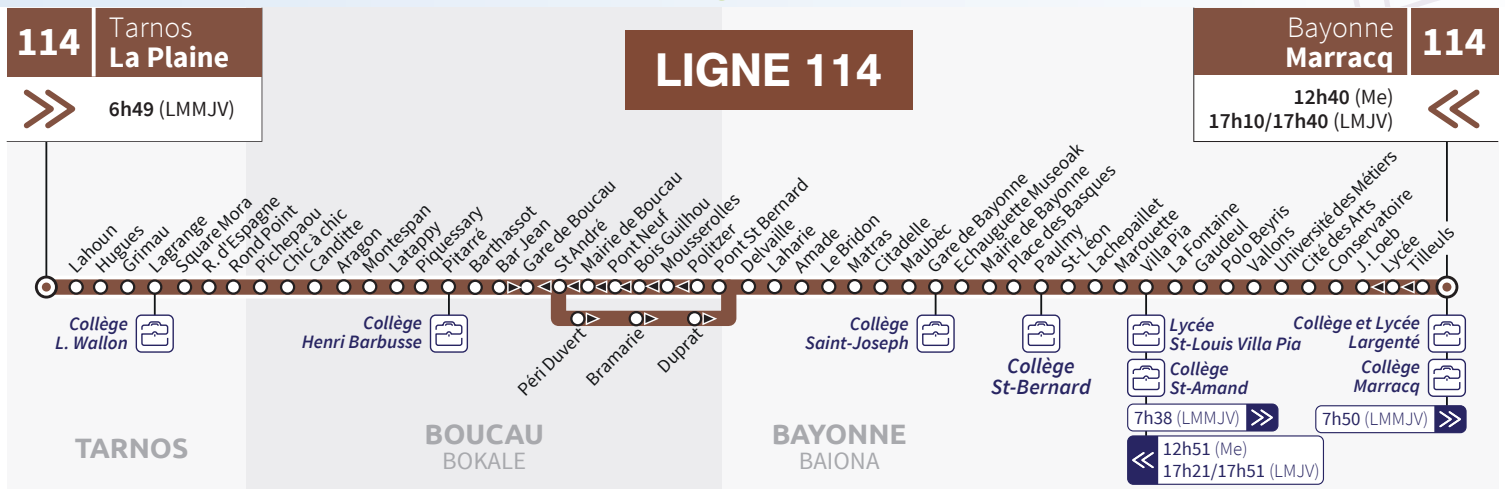 114
Tarnos
La Plaine
6h49 (LMMJV)
LIGNE 114
Bayonne
Marracq
114
12h40 (Me)
17h10/17h40 (LMJV)
Lahoun
Hugues
Grimau
Lagrange
Square Mora
R. d'Espagne
Rond Point
Pichepaou
Chic à chic
Canditte
Aragon
Montespan
Latappy
Piquessary
Pitarré
Barthassot
Bar Jean
Gare de Boucau
St André
Mairie de Boucau
Pont Neuf
Bois Guilhou
Mousserolles
Politzer
Pont St Bernard
Delvaille
Laharie
Amade
Le Bridon
Matras
Citadelle
Maubèc
Gare de Bayonne
Echauguette Museoak
Mairie de Bayonne
Place des Basques
Paulmy
St-Léon
Lachepaillet
Marouette
Villa Pia
La Fontaine
Gaudeul
Polo Beyris
Vallons
Université des Métiers
Cité des Arts
Conservatoire
J. Loeb
Lycée
Tilleuls
Péri Duvert
Bramarie
Duprat
Collège
L. Wallon
Collège
Henri Barbusse
Collège
Saint-Joseph
Collège
St-Bernard
Lycée
St-Louis Villa Pia
Collège
St-Amand
7h38 (LMMJV)
12h51 (Me)
17h21/17h51 (LMJV)
Collège et Lycée
Largenté
Collège
Marracq
7h50 (LMMJV)
TARNOS
BOUCAU
BOKALE
BAYONNE
BAIONA